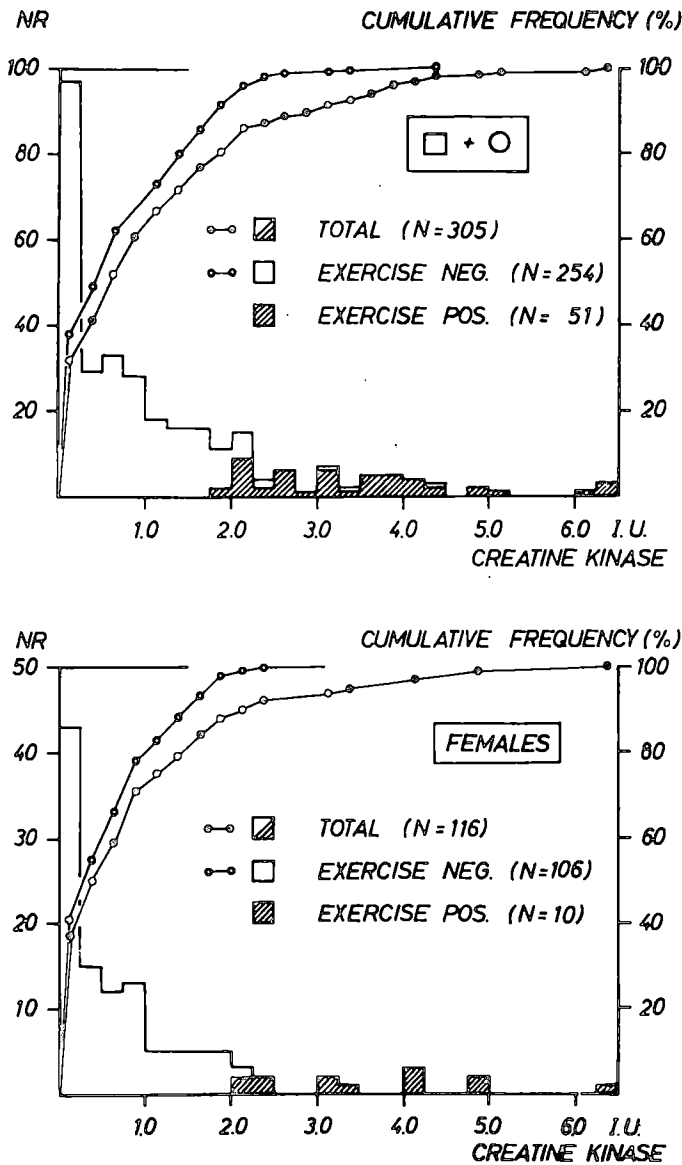 NR CUMULATIVE FREQUENCY (%)
100 100
80 80
60 60
40 40
20 20
□ + ○
TOTAL (N=305)
EXERCISE NEG. (N=254)
EXERCISE POS. (N= 51)
1.0 2.0 3.0 4.0 5.0 6.0 I.U.
CREATINE KINASE
NR CUMULATIVE FREQUENCY (%)
50 100
40 80
30 60
20 40
10 20
FEMALES
TOTAL (N=116)
EXERCISE NEG. (N=106)
EXERCISE POS. (N=10)
1.0 2.0 3.0 4.0 5.0 6.0 I.U.
CREATINE KINASE